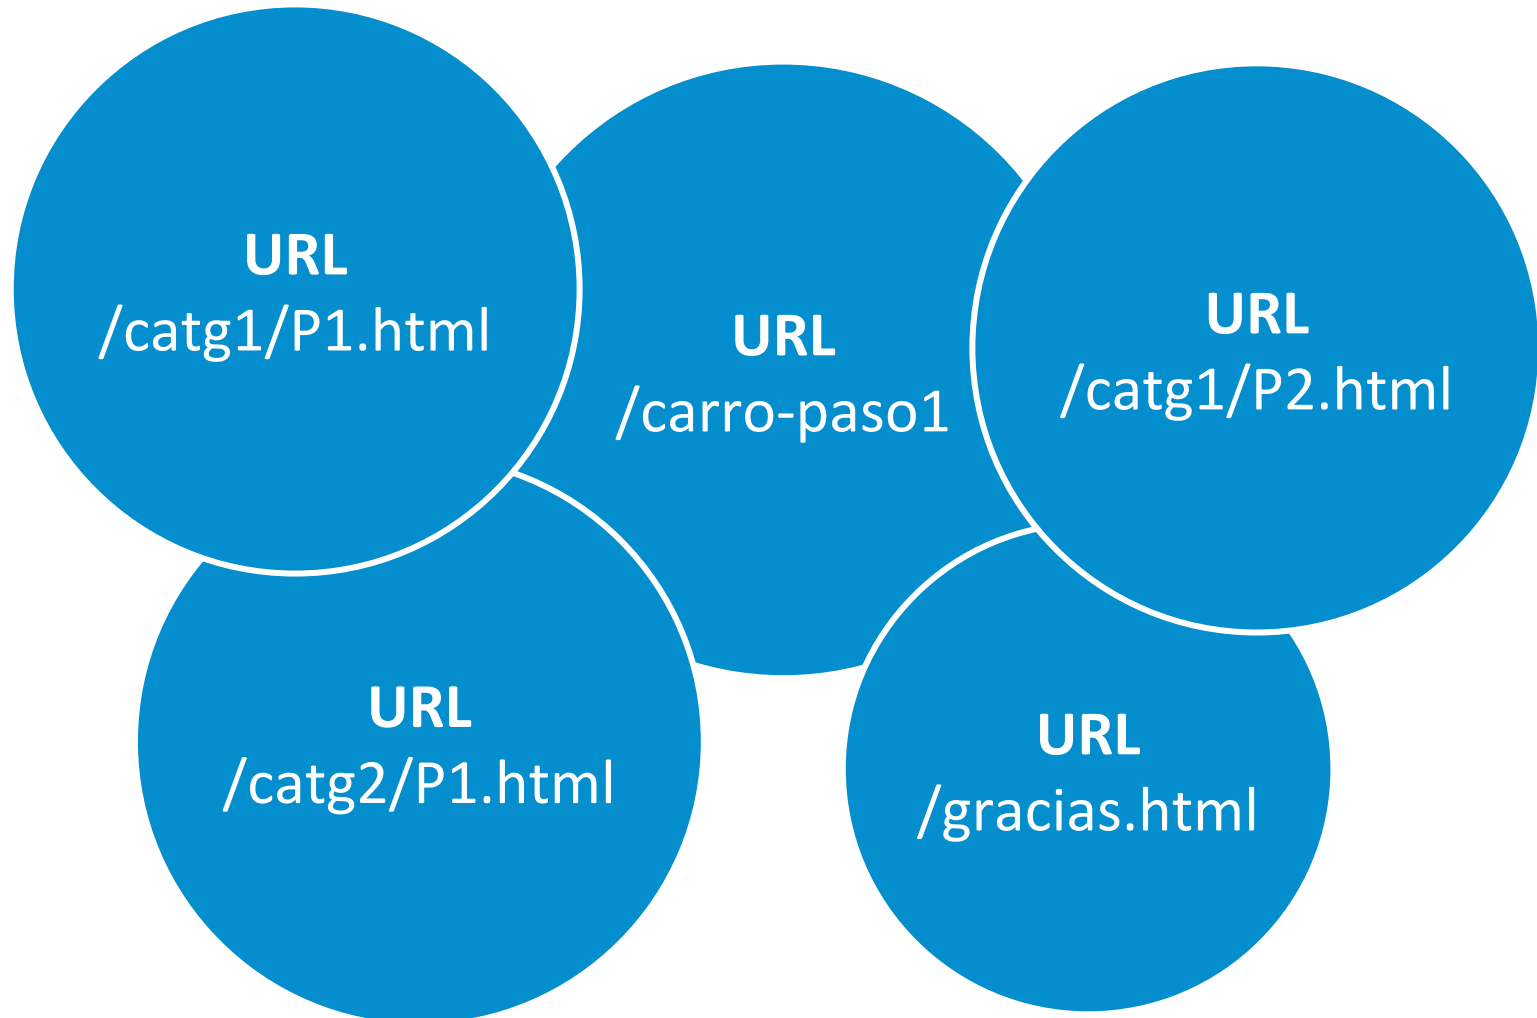 URL
/catg1/P1.html
URL
/carro-paso1
URL
/catg1/P2.html
URL
/catg2/P1.html
URL
/gracias.html